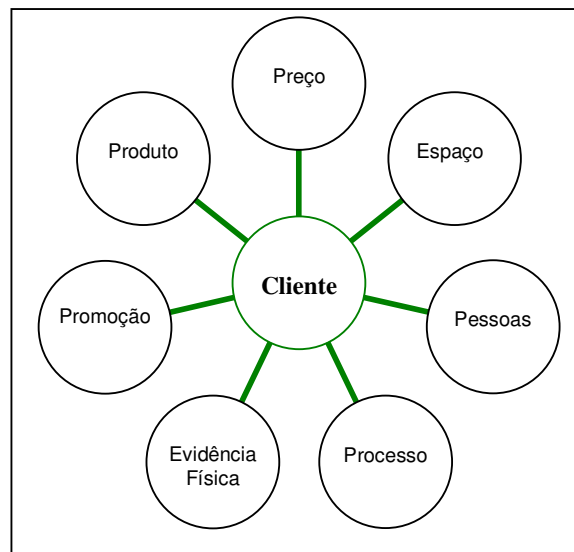 Preço
Produto
Espaço
Cliente
Promoção
Pessoas
Evidência
Física
Processo